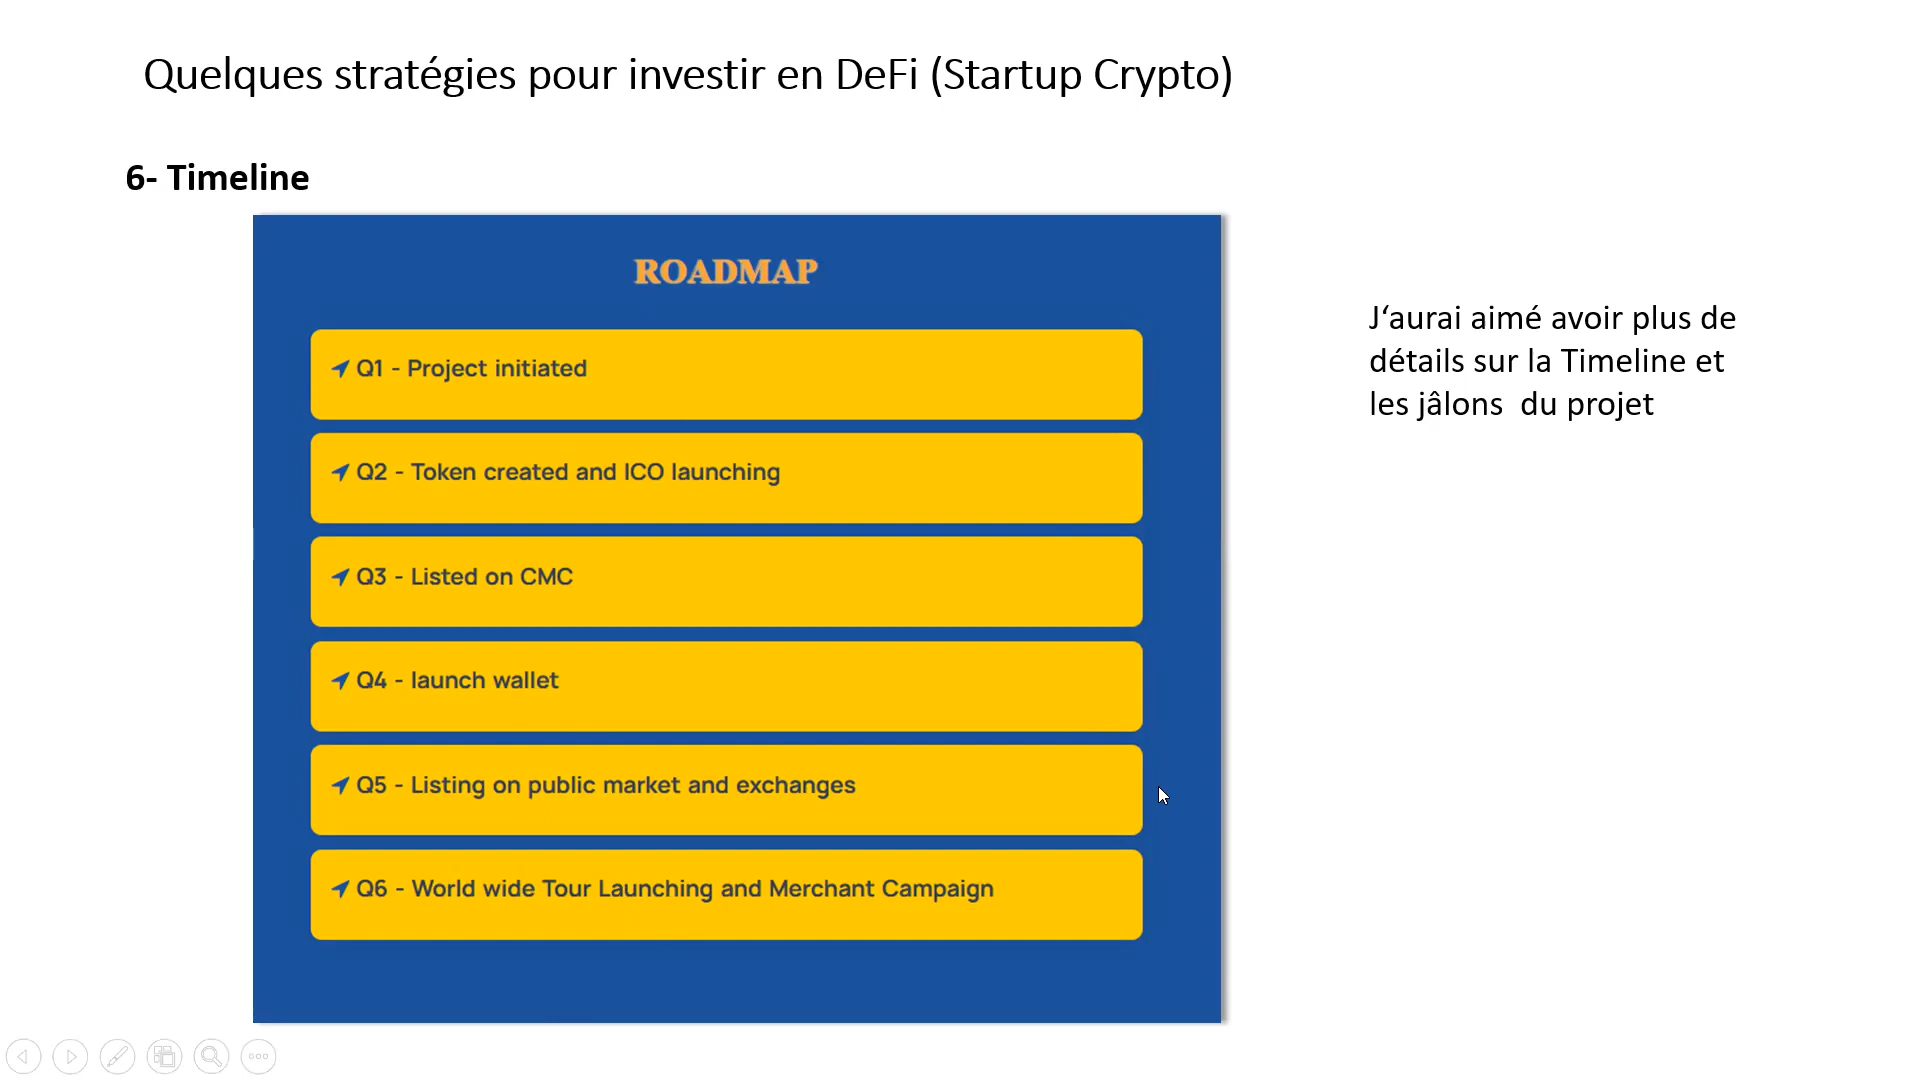 Quelques stratégies pour investir en DeFi (Startup Crypto)
6- Timeline
ROADMAP
Q1 - Project initiated
Q2 - Token created and ICO launching
Q3 - Listed on CMC
Q4 - launch wallet
Q5 - Listing on public market and exchanges
Q6 - World wide Tour Launching and Merchant Campaign
J‘aurai aimé avoir plus de
détails sur la Timeline et
les jâlons  du projet